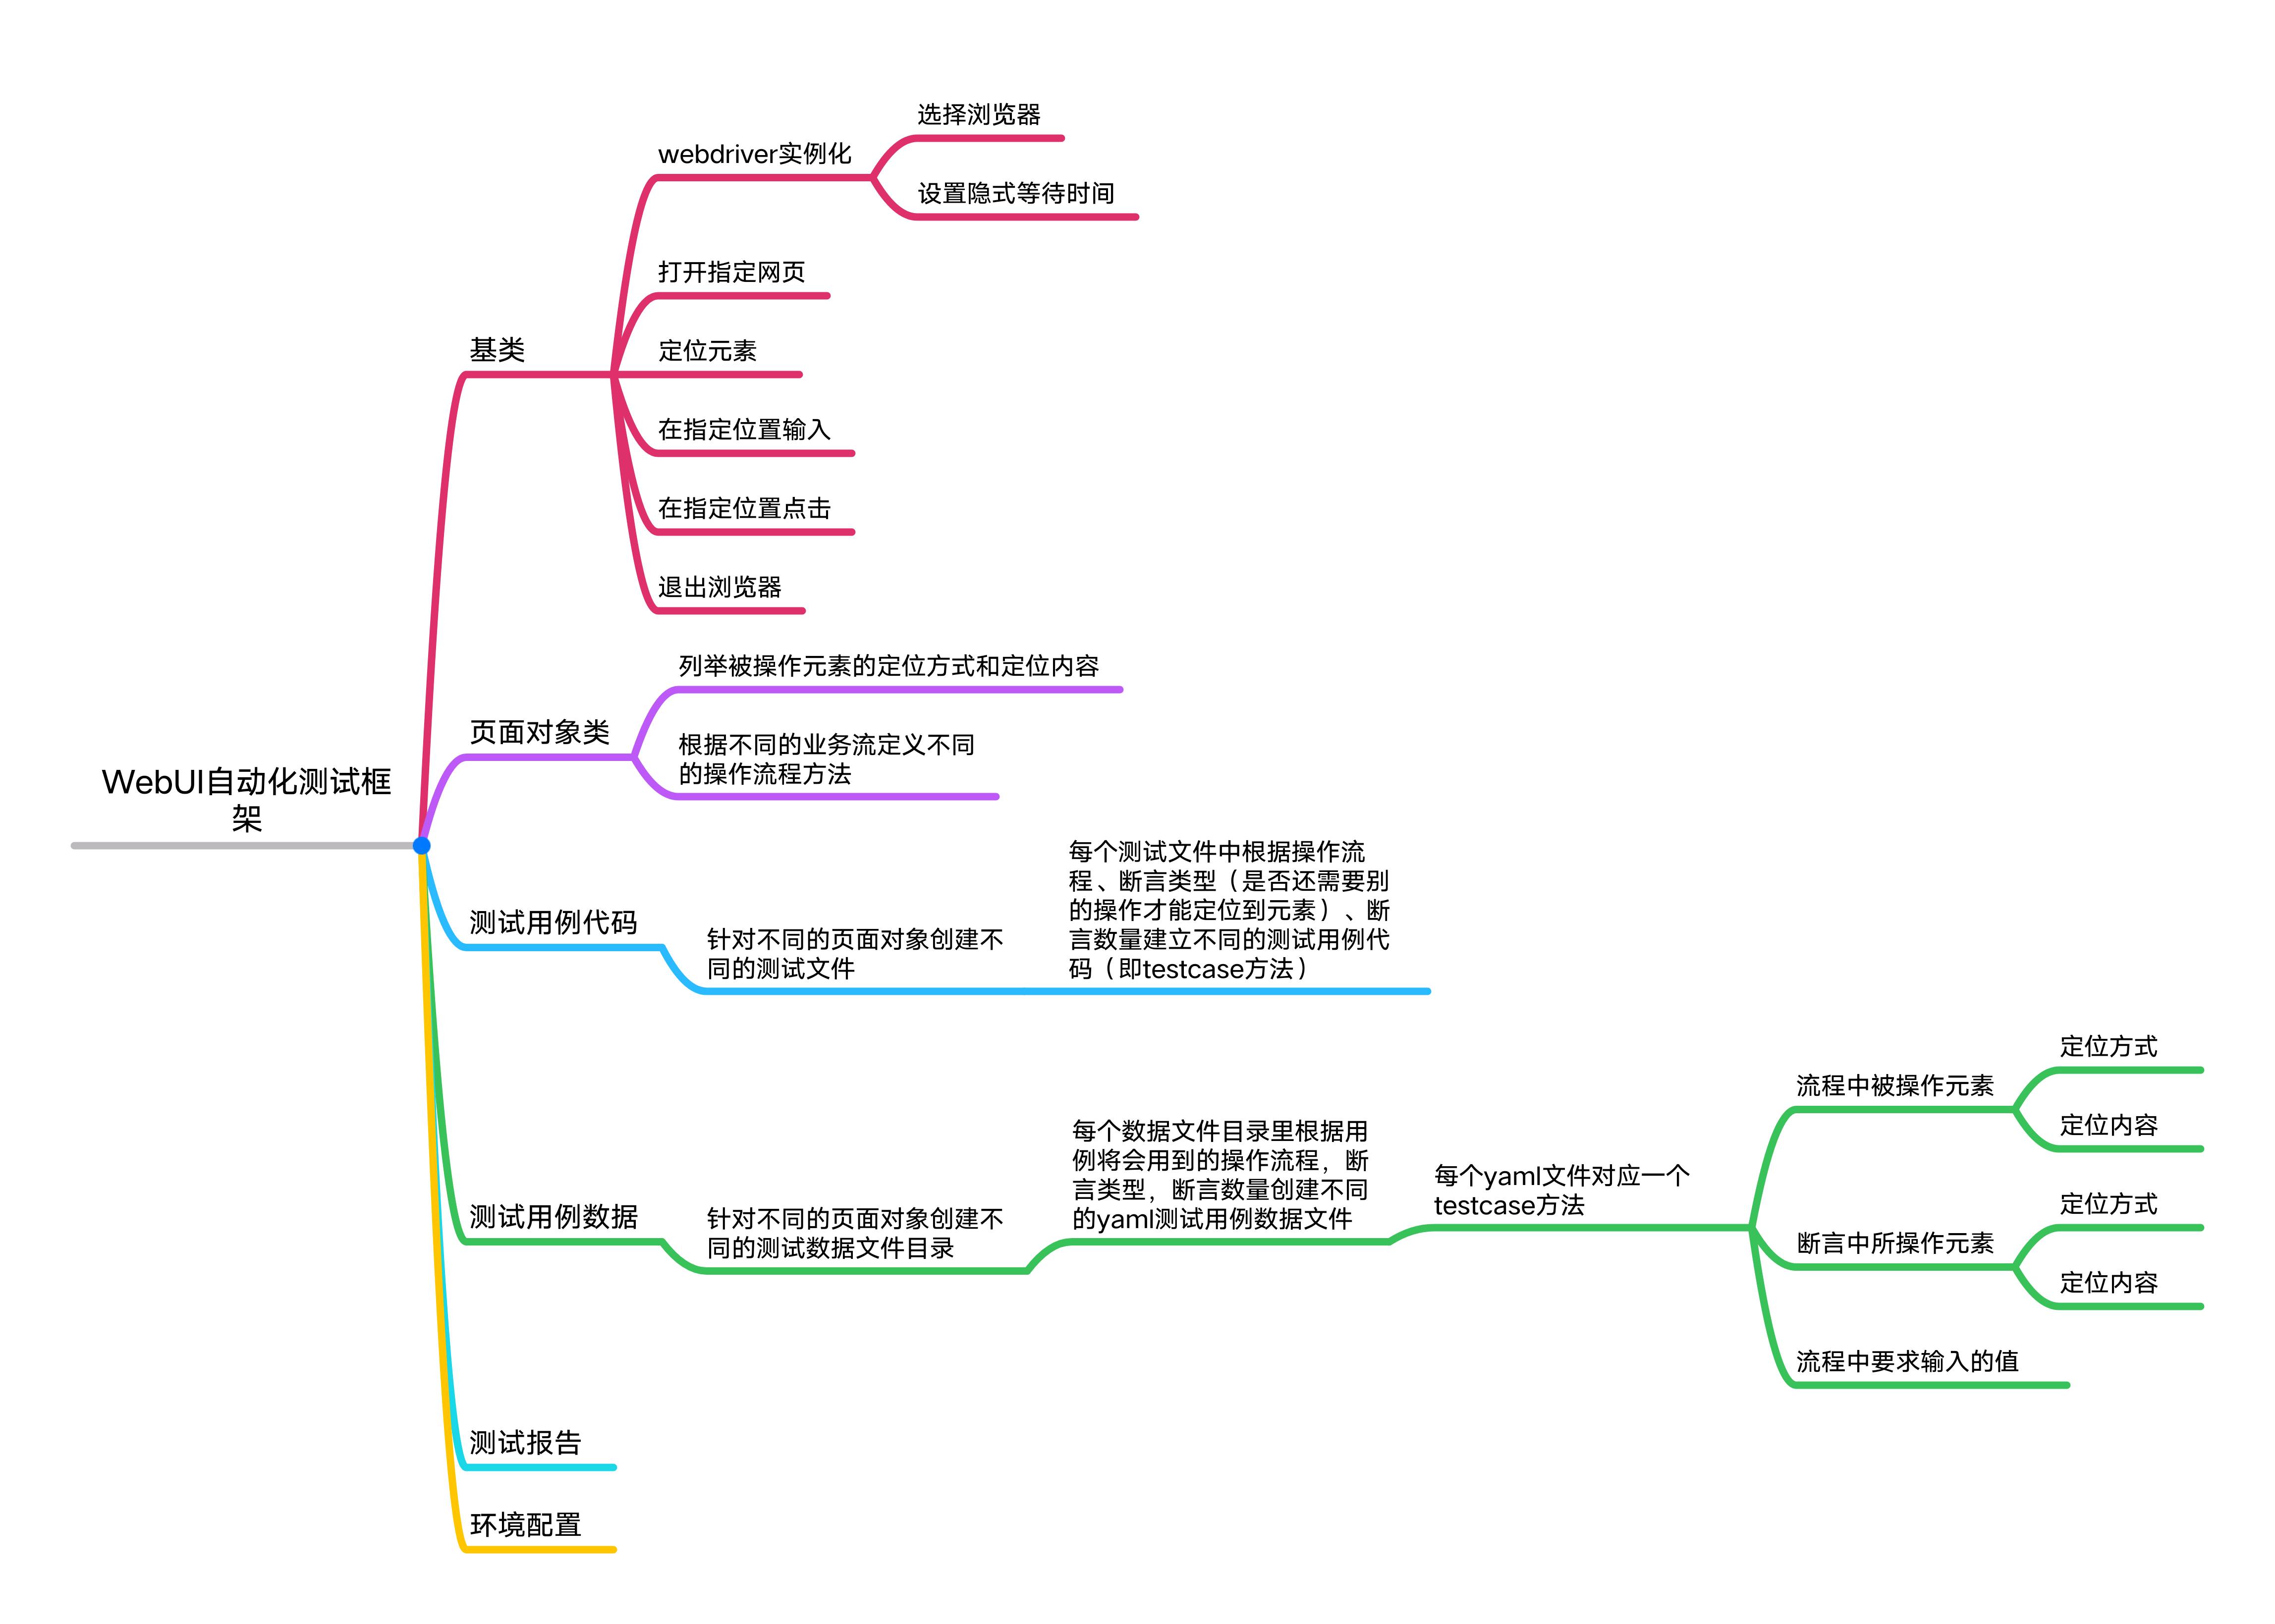 选择浏览器
webdriver实例化
设置隐式等待时间
打开指定网页
基类
定位元素
在指定位置输入
在指定位置点击
退出浏览器
列举被操作元素的定位方式和定位内容
页面对象类
根据不同的业务流定义不同
的操作流程方法
WebUI自动化测试框
架
测试用例代码
针对不同的页面对象创建不
同的测试文件
每个测试文件中根据操作流
程、断言类型（是否还需要别
的操作才能定位到元素）、断
言数量建立不同的测试用例代
码（即testcase方法）
测试用例数据
针对不同的页面对象创建不
同的测试数据文件目录
每个数据文件目录里根据用
例将会用到的操作流程，断
言类型，断言数量创建不同
的yaml测试用例数据文件
每个yaml文件对应一个
testcase方法
流程中被操作元素
定位方式
定位内容
断言中所操作元素
定位方式
定位内容
流程中要求输入的值
测试报告
环境配置